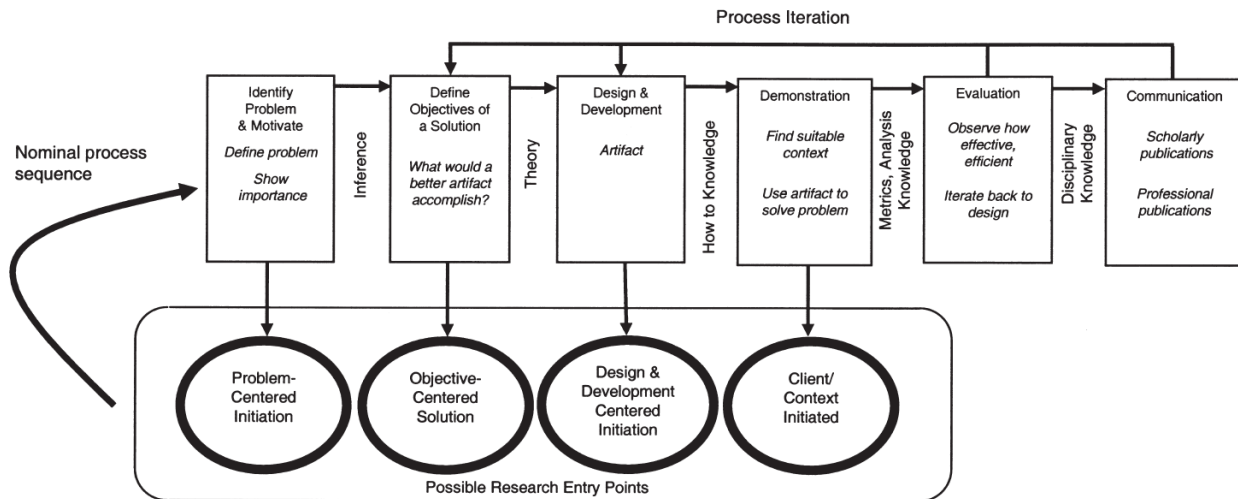 Process Iteration
Nominal process
sequence
Identify
Problem
& Motivate
Define problem
Show
importance
Inference
Define
Objectives of
a Solution
What would a
better artifact
accomplish?
Theory
Design &
Development
Artifact
How to Knowledge
Demonstration
Find suitable
context
Use artifact to
solve problem
Metrics, Analysis
Knowledge
Evaluation
Observe how
effective,
efficient
Iterate back to
design
Disciplinary
Knowledge
Communication
Scholarly
publications
Professional
publications
Problem-
Centered
Initiation
Objective-
Centered
Solution
Design &
Development
Centered
Initiation
Client/
Context
Initiated
Possible Research Entry Points